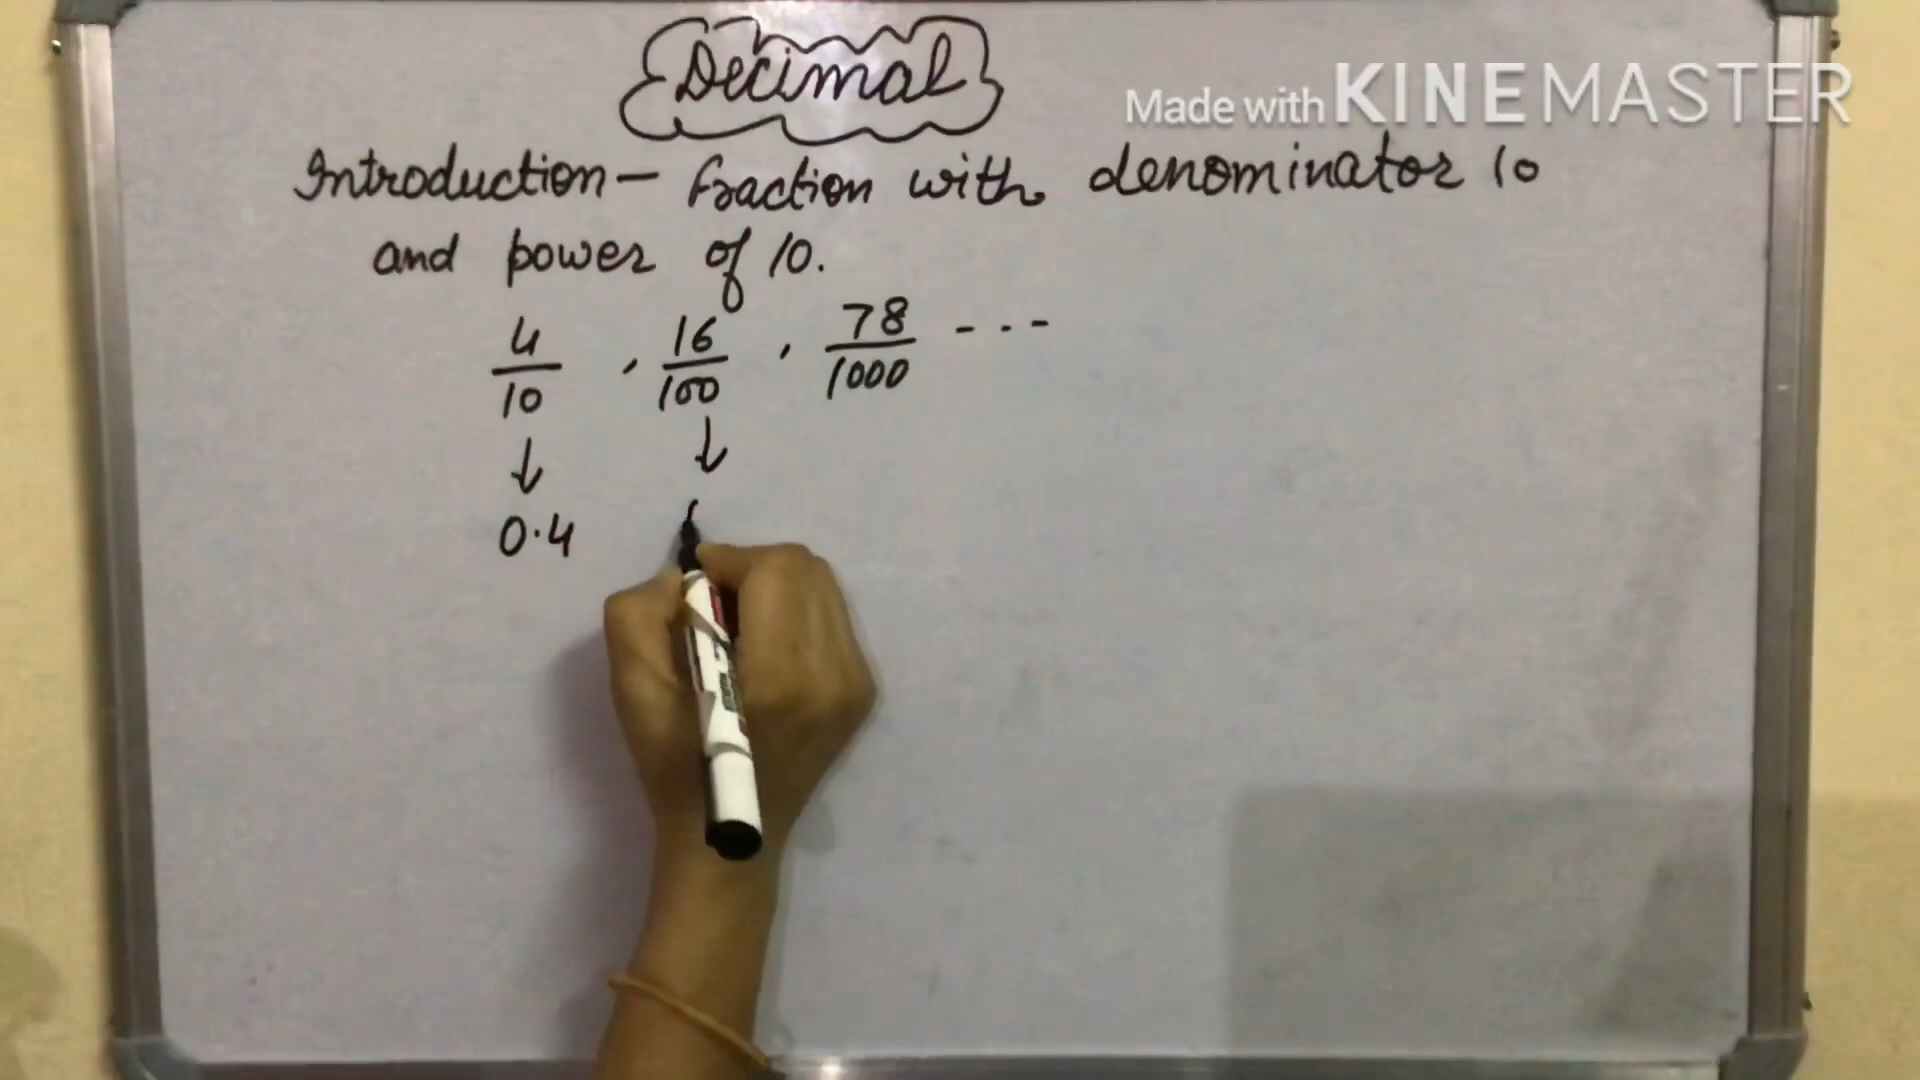 Decimal
Made with KINEMASTER
Introduction - Fraction with denominator 10
and power of 10.
4/10 , 16/100 , 78/1000 ---
↓ ↓
0.4